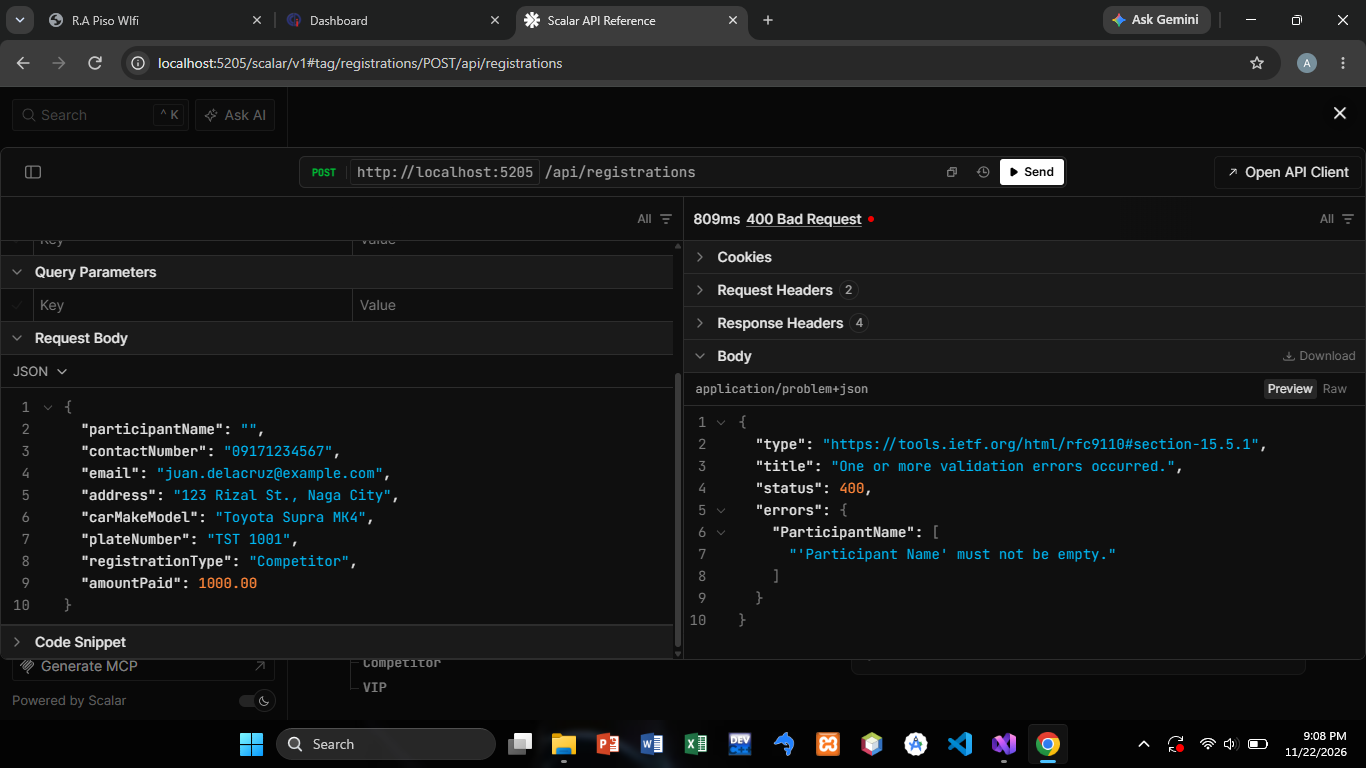 R.A Piso WIfi
Dashboard
Scalar API Reference
Ask Gemini
localhost:5205/scalar/v1#tag/registrations/POST/api/registrations
A
Search
^ K
Ask AI
POST
http://localhost:5205
/api/registrations
Send
Open API Client
All
809ms 400 Bad Request
All
Key
Value
Query Parameters
Key
Value
Request Body
JSON
1 {
2 "participantName": "",
3 "contactNumber": "09171234567",
4 "email": "juan.delacruz@example.com",
5 "address": "123 Rizal St., Naga City",
6 "carMakeModel": "Toyota Supra MK4",
7 "plateNumber": "TST 1001",
8 "registrationType": "Competitor",
9 "amountPaid": 1000.00
10 }
Code Snippet
Cookies
Request Headers 2
Response Headers 4
Body
Download
application/problem+json
Preview
Raw
1 {
2 "type": "https://tools.ietf.org/html/rfc9110#section-15.5.1",
3 "title": "One or more validation errors occurred.",
4 "status": 400,
5 "errors": {
6 "ParticipantName": [
7 "'Participant Name' must not be empty."
8 ]
9 }
10 }
Generate MCP
Competitor
VIP
Powered by Scalar
Search
DEV
9:08 PM
11/22/2026